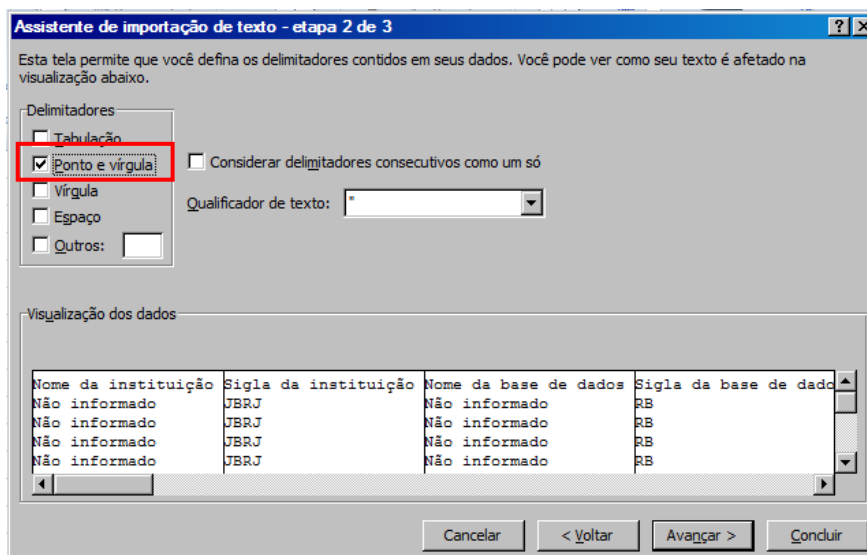 Assistente de importação de texto - etapa 2 de 3
Esta tela permite que você defina os delimitadores contidos em seus dados. Você pode ver como seu texto é afetado na
visualização abaixo.
Delimitadores
Tabulação
Ponto e vírgula
Considerar delimitadores consecutivos como um só
Vírgula
Qualificador de texto: "
Espaço
Outros:
Visualização dos dados
Nome da instituição Sigla da instituição Nome da base de dados Sigla da base de dado
Não informado JBRJ Não informado RB
Não informado JBRJ Não informado RB
Não informado JBRJ Não informado RB
Não informado JBRJ Não informado RB
Cancelar < Voltar Avançar > Concluir